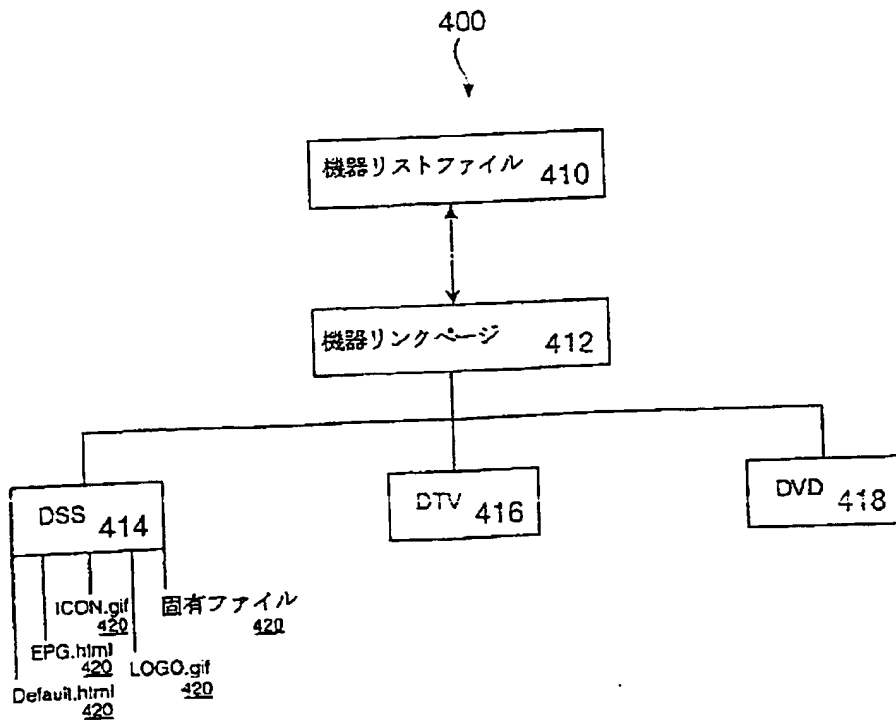 400
機器リストファイル 410
機器リンクページ 412
DSS 414
DTV 416
DVD 418
ICON.gif
420
固有ファイル
420
EPG.html
420
LOGO.gif
420
Default.html
420